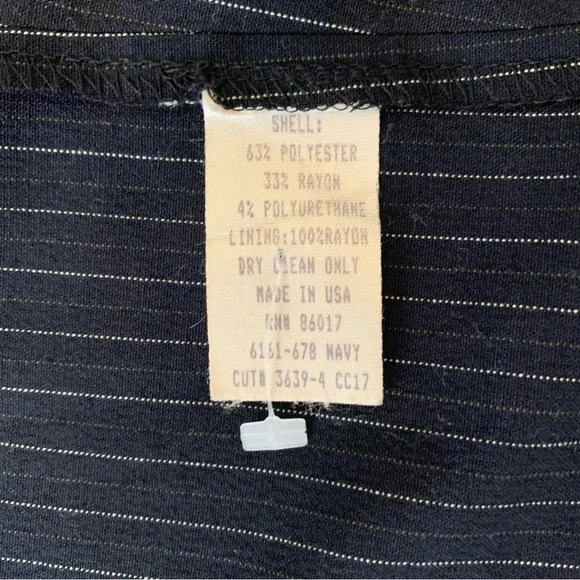 SHELL:
63% POLYESTER
33% RAYON
4% POLYURETHANE
LINING:100%RAYON
DRY CLEAN ONLY
MADE IN USA
RN# 86017
6161-678 NAVY
CUT# 3639-4 CC17